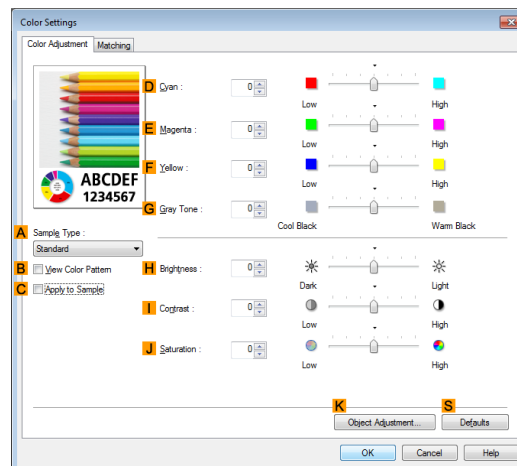 Color Settings
Color Adjustment Matching
D Cyan : 0
Low High
E Magenta : 0
Low High
F Yellow : 0
Low High
ABCDEF
1234567
G Gray Tone : 0
Cool Black Warm Black
A Sample Type :
Standard
B View Color Pattern
H Brightness : 0
Dark Light
C Apply to Sample
I Contrast : 0
Low High
J Saturation : 0
Low High
K S
Object Adjustment... Defaults
OK Cancel Help